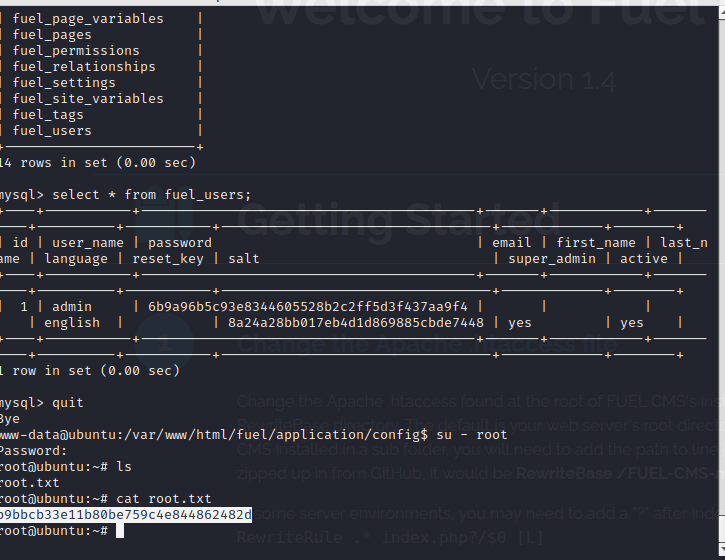 Welcome to Fuel
Version 1.4
| fuel_page_variables    |
| fuel_pages             |
| fuel_permissions       |
| fuel_relationships     |
| fuel_settings          |
| fuel_site_variables    |
| fuel_tags              |
| fuel_users             |
14 rows in set (0.00 sec)
mysql> select * from fuel_users;
Getting Started
| id | user_name | password | email | first_name | last_n
ame | language | reset_key | salt | super_admin | active |
| 1 | admin | 6b9a96b5c93e8344605528b2c2ff5d3f437aa9f4 | | |
| english | | 8a24a28bb017eb4d1d869885cbde7448 | yes | yes |
Change the Apache .htaccess file
1 row in set (0.00 sec)
mysql> quit
Bye
Change the Apache .htaccess found at the root of FUEL CMS's inst
RewriteBase directory. The default is your web server's root direc
www-data@ubuntu:/var/www/html/fuel/application/config$ su - root
CMS installed in a sub folder, you will need to add the path to line
Password:
zipped up in from GitHub, it would be RewriteBase /FUEL-CMS-m
root@ubuntu:~# ls
root.txt
root@ubuntu:~# cat root.txt
b9bbcb33e11b80be759c4e844862482d
some server environments, you may need to add a "?" after inde
root@ubuntu:~#
RewriteRule .* index.php?/$0 [L]